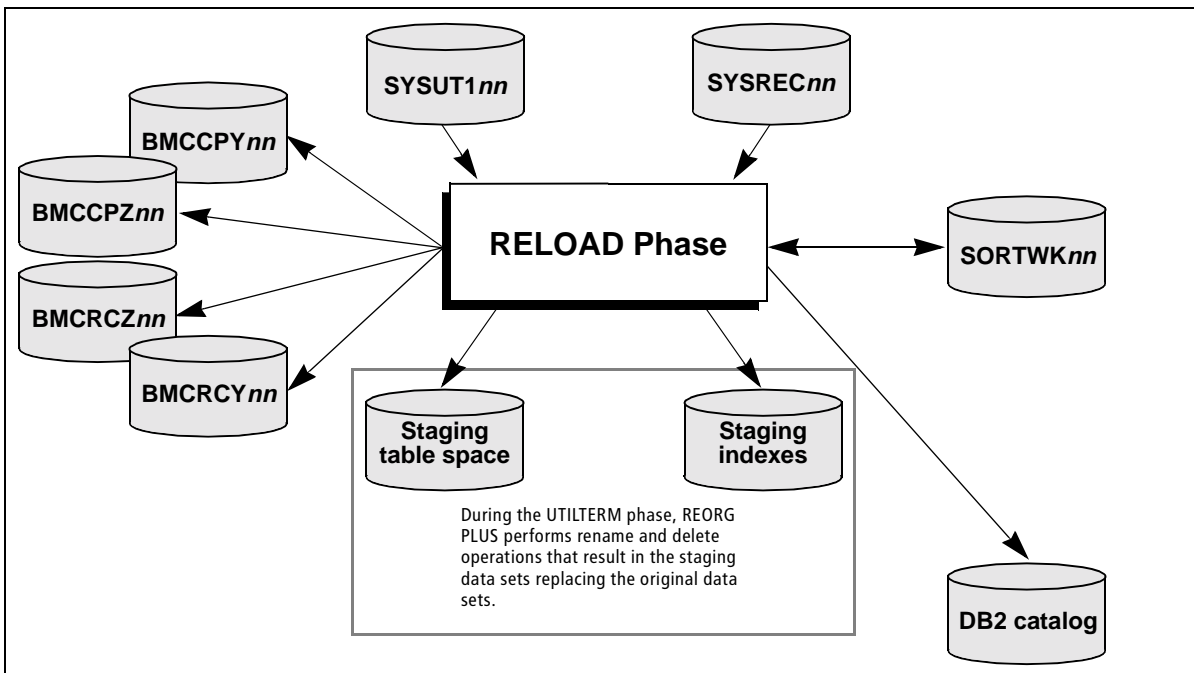 SYSUT1nn
SYSRECnn
BMCCPYnn
BMCCPZnn
RELOAD Phase
SORTWKnn
BMCRCZnn
BMCRCYnn
Staging
table space
Staging
indexes
During the UTILTERM phase, REORG
PLUS performs rename and delete
operations that result in the staging
data sets replacing the original data
sets.
DB2 catalog